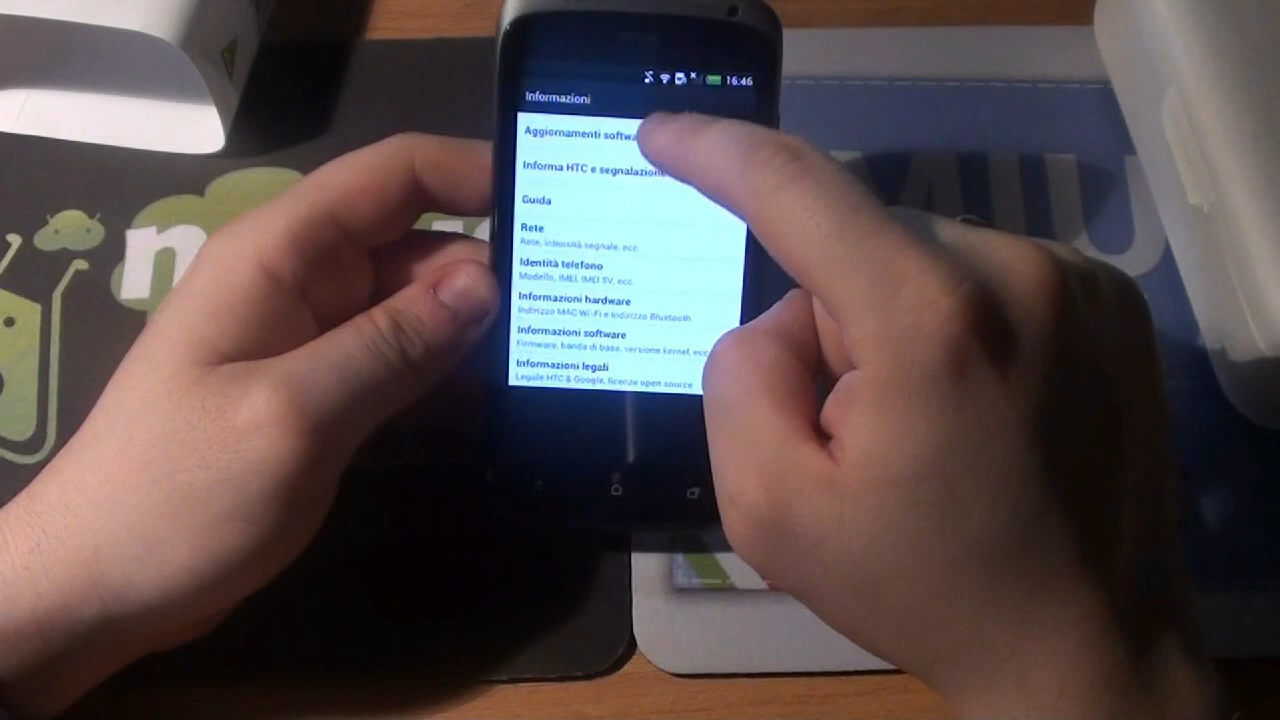 16:46
Informazioni
Aggiornamenti softwa
Informa HTC e segnalazione
Guida
Rete
Rete, intensità segnale, ecc.
Identità telefono
Modello, IMEI, IMEI SV, ecc.
Informazioni hardware
Indirizzo MAC Wi-Fi e indirizzo Bluetooth
Informazioni software
Firmware, banda di base, versione kernel, ecc
Informazioni legali
Legale HTC & Google, licenze open source
MIU